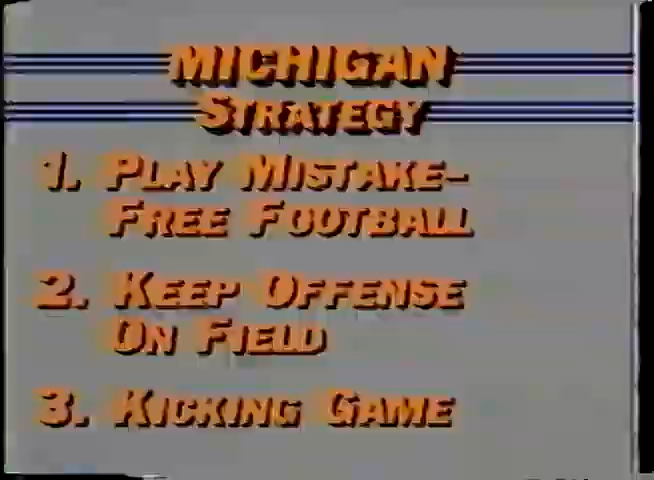 MICHIGAN
STRATEGY
1. PLAY MISTAKE-
FREE FOOTBALL
2. KEEP OFFENSE
ON FIELD
3. KICKING GAME